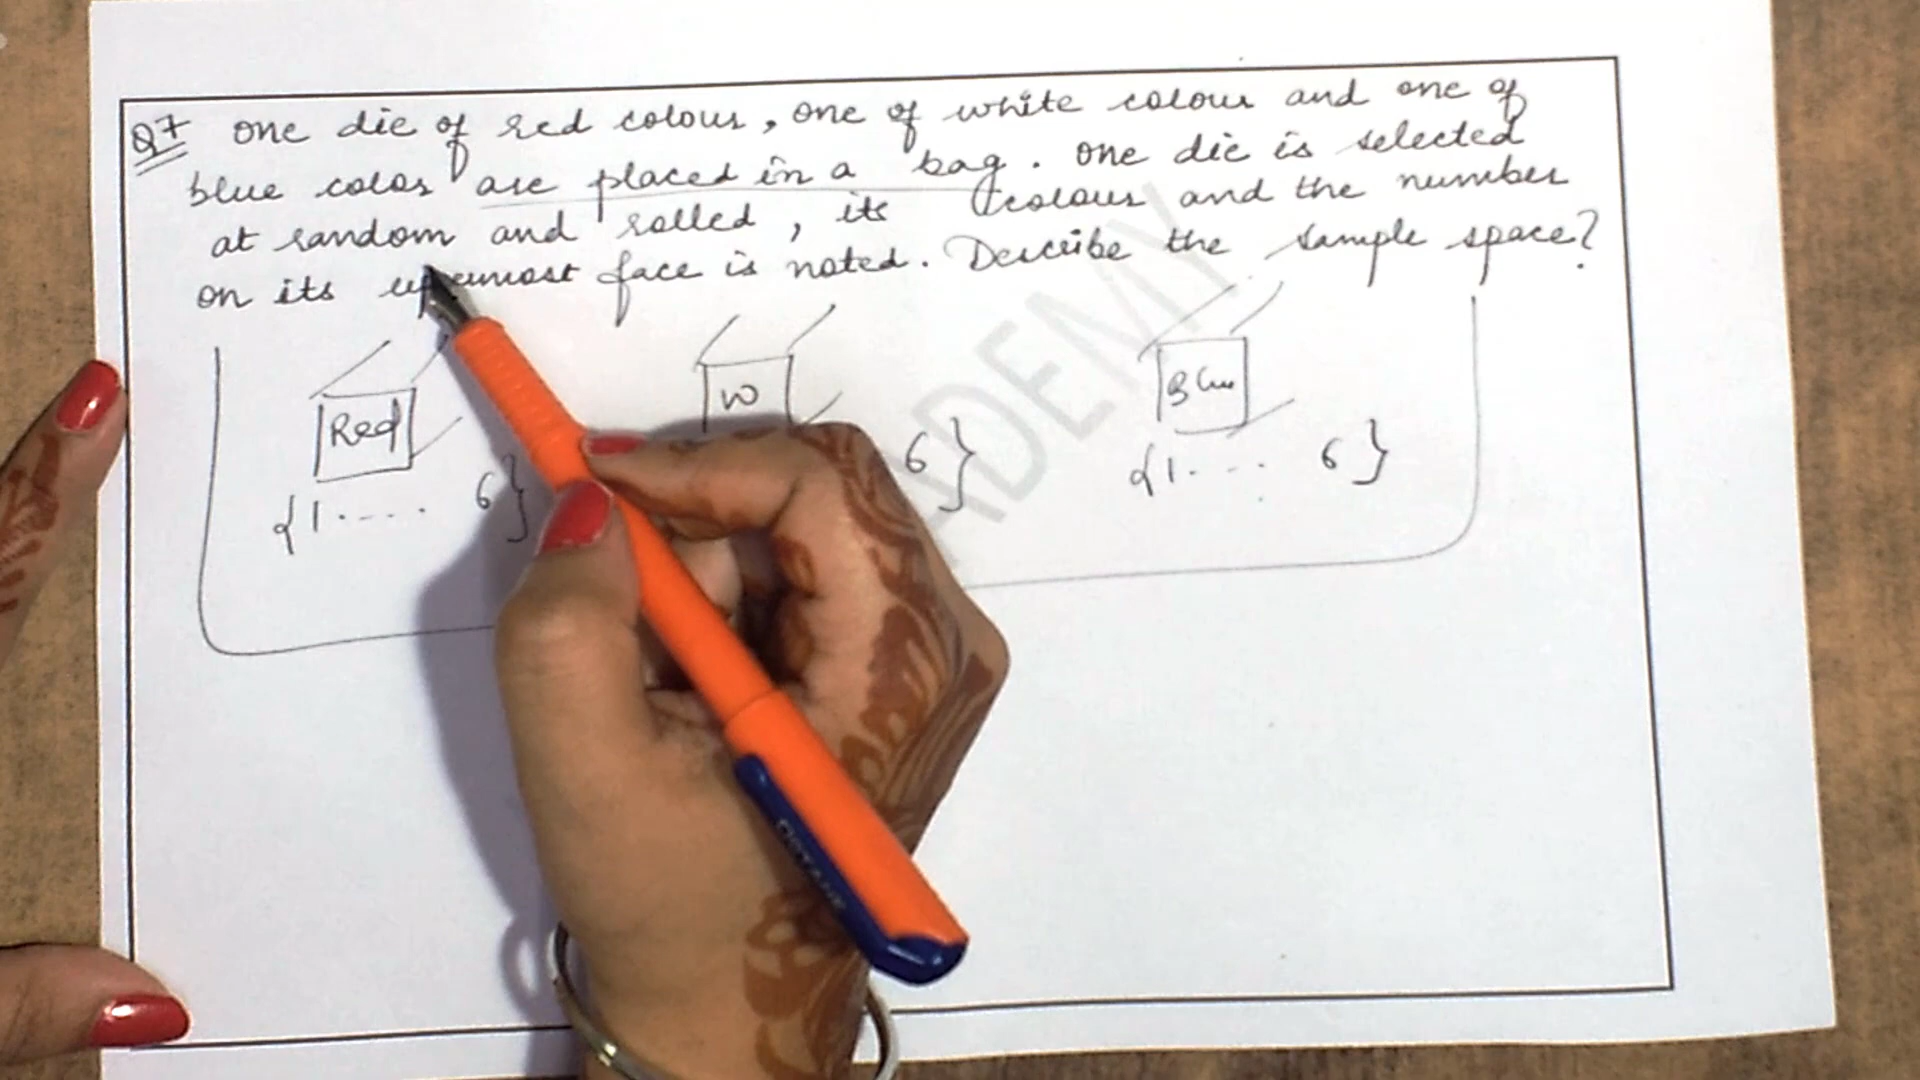 Q7 one die of red colour, one of white colour and one of
blue color are placed in a bag. one die is selected
at random and rolled, its colour and the number
on its uppermost face is noted. Describe the sample space?
Red
W
Blue
{1.... 6}
6}
{1.... 6}
ADEMY